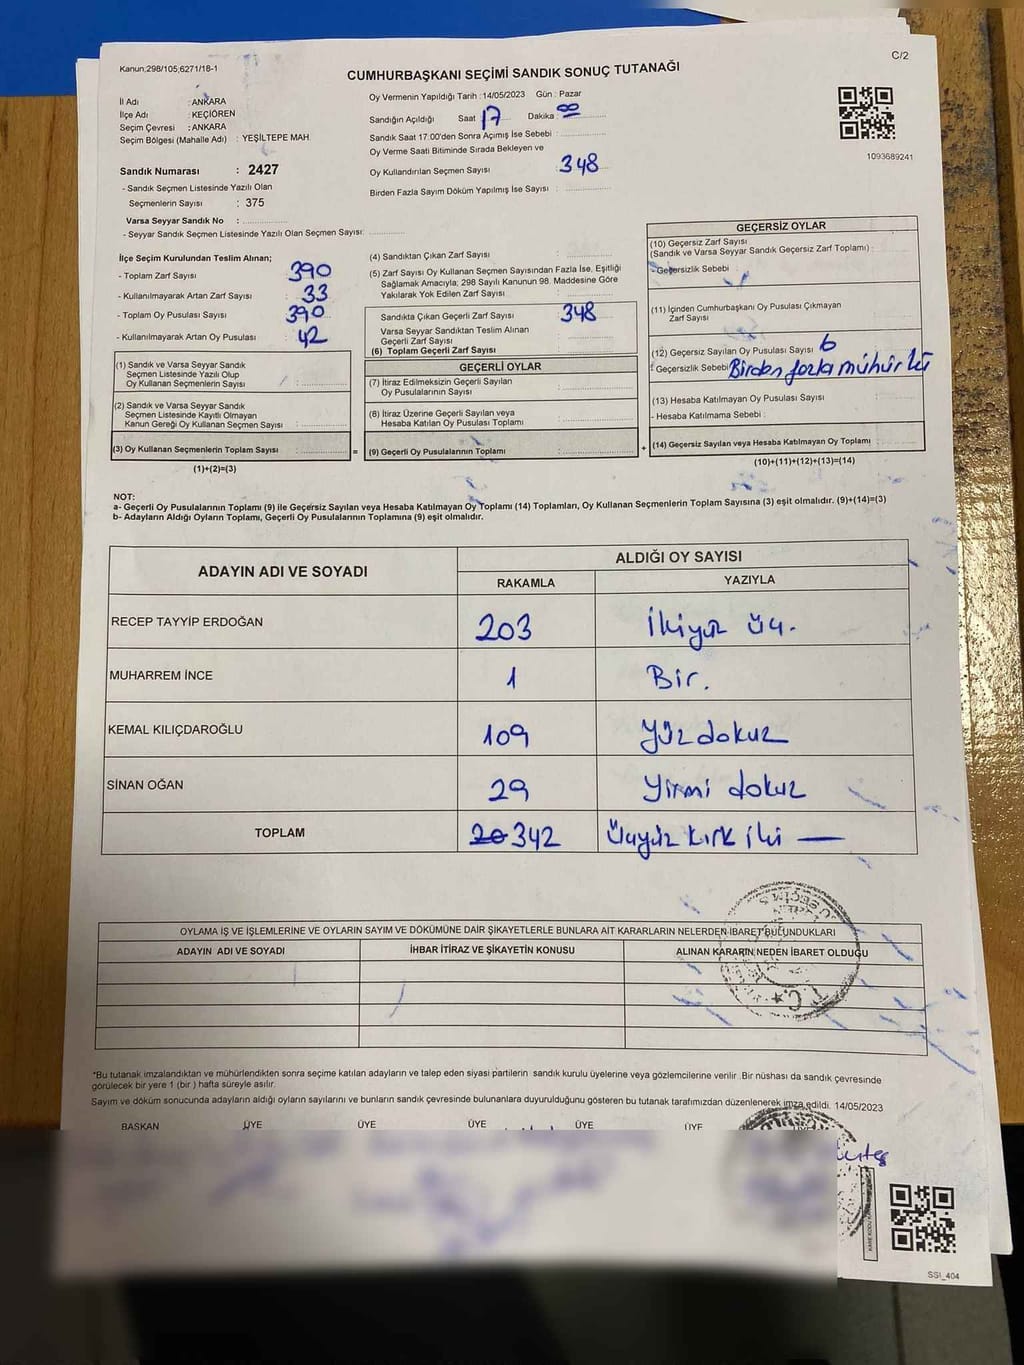 Kanun,298/105;6271/18-1
C/2
CUMHURBAŞKANI SEÇİMİ SANDIK SONUÇ TUTANAĞI
İl Adı : ANKARA
İlçe Adı : KEÇİÖREN
Seçim Çevresi : ANKARA
Seçim Bölgesi (Mahalle Adı) : YEŞİLTEPE MAH.
Sandık Numarası : 2427
- Sandık Seçmen Listesinde Yazılı Olan
Seçmenlerin Sayısı : 375
Varsa Seyyar Sandık No :
- Seyyar Sandık Seçmen Listesinde Yazılı Olan Seçmen Sayısı:
Oy Vermenin Yapıldığı Tarih : 14/05/2023 Gün : Pazar
Sandığın Açıldığı Saat 17 Dakika : 00
Sandık Saat 17:00'den Sonra Açımış İse Sebebi :
Oy Verme Saati Bitiminde Sırada Bekleyen ve
Oy Kullandırılan Seçmen Sayısı : 348
Birden Fazla Sayım Döküm Yapılmış İse Sayısı :
1093689241
İlçe Seçim Kurulundan Teslim Alınan;
- Toplam Zarf Sayısı : 390
- Kullanılmayarak Artan Zarf Sayısı : 33
- Toplam Oy Pusulası Sayısı : 390
- Kullanılmayarak Artan Oy Pusulası : 42
(1) Sandık ve Varsa Seyyar Sandık
Seçmen Listesinde Yazılı Olup
Oy Kullanan Seçmenlerin Sayısı :
(2) Sandık ve Varsa Seyyar Sandık
Seçmen Listesinde Kayıtlı Olmayan
Kanun Gereği Oy Kullanan Seçmen Sayısı :
(3) Oy Kullanan Seçmenlerin Toplam Sayısı :
(1)+(2)=(3)
(4) Sandıktan Çıkan Zarf Sayısı :
(5) Zarf Sayısı Oy Kullanan Seçmen Sayısından Fazla İse, Eşitliği
Sağlamak Amacıyla; 298 Sayılı Kanunun 98. Maddesine Göre
Yakılarak Yok Edilen Zarf Sayısı :
Sandıkta Çıkan Geçerli Zarf Sayısı : 348
Varsa Seyyar Sandıktan Teslim Alınan
Geçerli Zarf Sayısı :
(6) Toplam Geçerli Zarf Sayısı :
GEÇERLİ OYLAR
(7) İtiraz Edilmeksizin Geçerli Sayılan
Oy Pusulalarının Sayısı :
(8) İtiraz Üzerine Geçerli Sayılan veya
Hesaba Katılan Oy Pusulası Toplamı :
= (9) Geçerli Oy Pusulalarının Toplamı :
GEÇERSİZ OYLAR
(10) Geçersiz Zarf Sayısı
(Sandık ve Varsa Seyyar Sandık Geçersiz Zarf Toplamı) :
- Geçersizlik Sebebi :
(11) İçinden Cumhurbaşkanı Oy Pusulası Çıkmayan
Zarf Sayısı :
(12) Geçersiz Sayılan Oy Pusulası Sayısı : 6
- Geçersizlik Sebebi : Birden fazla mühürlü
(13) Hesaba Katılmayan Oy Pusulası Sayısı :
- Hesaba Katılmama Sebebi :
+ (14) Geçersiz Sayılan veya Hesaba Katılmayan Oy Toplamı :
(10)+(11)+(12)+(13)=(14)
NOT:
a- Geçerli Oy Pusulalarının Toplamı (9) ile Geçersiz Sayılan veya Hesaba Katılmayan Oy Toplamı (14) Toplamları, Oy Kullanan Seçmenlerin Toplam Sayısına (3) eşit olmalıdır. (9)+(14)=(3)
b- Adayların Aldığı Oyların Toplamı, Geçerli Oy Pusulalarının Toplamına (9) eşit olmalıdır.
ADAYIN ADI VE SOYADI ALDIĞI OY SAYISI
RAKAMLA YAZIYLA
RECEP TAYYİP ERDOĞAN 203 İkiyüz üç.
MUHARREM İNCE 1 Bir.
KEMAL KILIÇDAROĞLU 109 Yüz dokuz
SİNAN OĞAN 29 Yirmi dokuz
TOPLAM 20 342 Üçyüz kırk iki —
OYLAMA İŞ VE İŞLEMLERİNE VE OYLARIN SAYIM VE DÖKÜMÜNE DAİR ŞİKAYETLERLE BUNLARA AİT KARARLARIN NELERDEN İBARET BULUNDUKLARI
ADAYIN ADI VE SOYADI İHBAR İTİRAZ VE ŞİKAYETİN KONUSU ALINAN KARARIN NEDEN İBARET OLDUĞU
T.C.
*Bu tutanak imzalandıktan ve mühürlendikten sonra seçime katılan adayların ve talep eden siyasi partilerin sandık kurulu üyelerine veya gözlemcilerine verilir. Bir nüshası da sandık çevresinde
görülecek bir yere 1 (bir ) hafta süreyle asılır.
Sayım ve döküm sonucunda adayların aldığı oyların sayılarını ve bunların sandık çevresinde bulunanlara duyurulduğunu gösteren bu tutanak tarafımızdan düzenlenerek imza edildi. 14/05/2023
BAŞKAN ÜYE ÜYE ÜYE ÜYE ÜYE
SSI_404